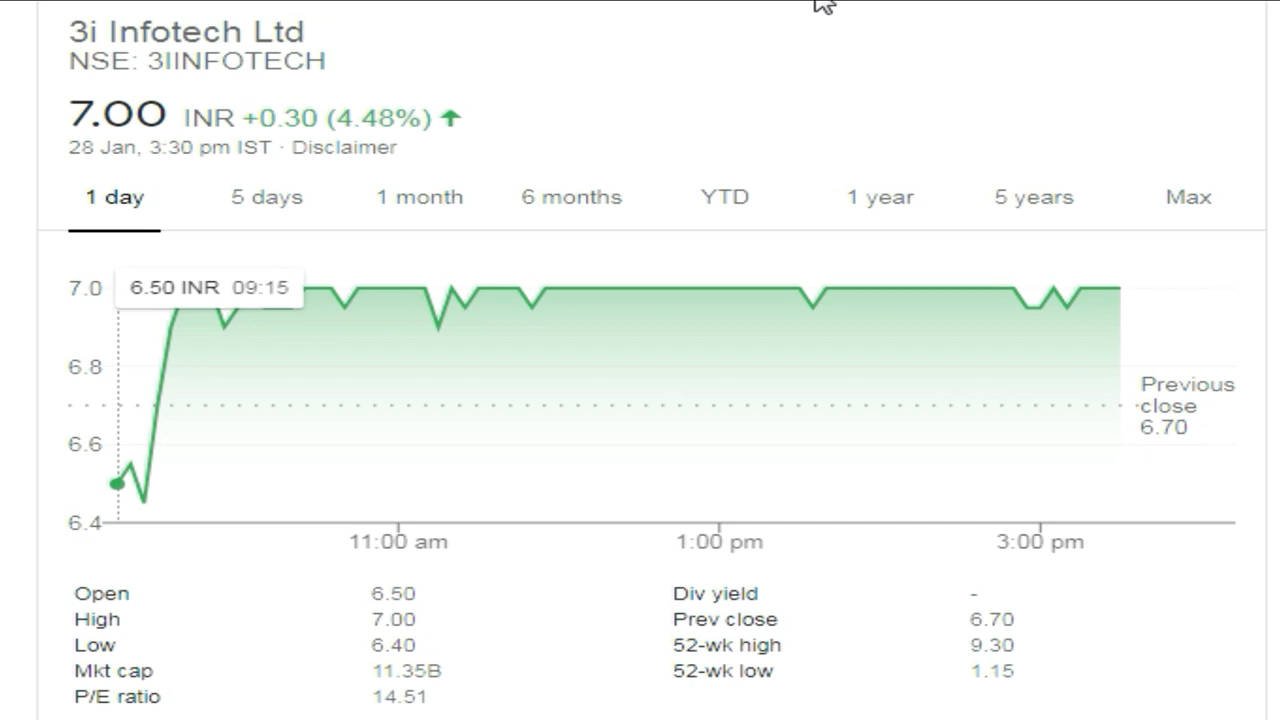 3i Infotech Ltd
NSE: 3IINFOTECH
7.00 INR +0.30 (4.48%)
28 Jan, 3:30 pm IST · Disclaimer
1 day 5 days 1 month 6 months YTD 1 year 5 years Max
6.50 INR 09:15
7.0
6.8
6.6
6.4
Previous
close
6.70
11:00 am 1:00 pm 3:00 pm
Open 6.50 Div yield -
High 7.00 Prev close 6.70
Low 6.40 52-wk high 9.30
Mkt cap 11.35B 52-wk low 1.15
P/E ratio 14.51